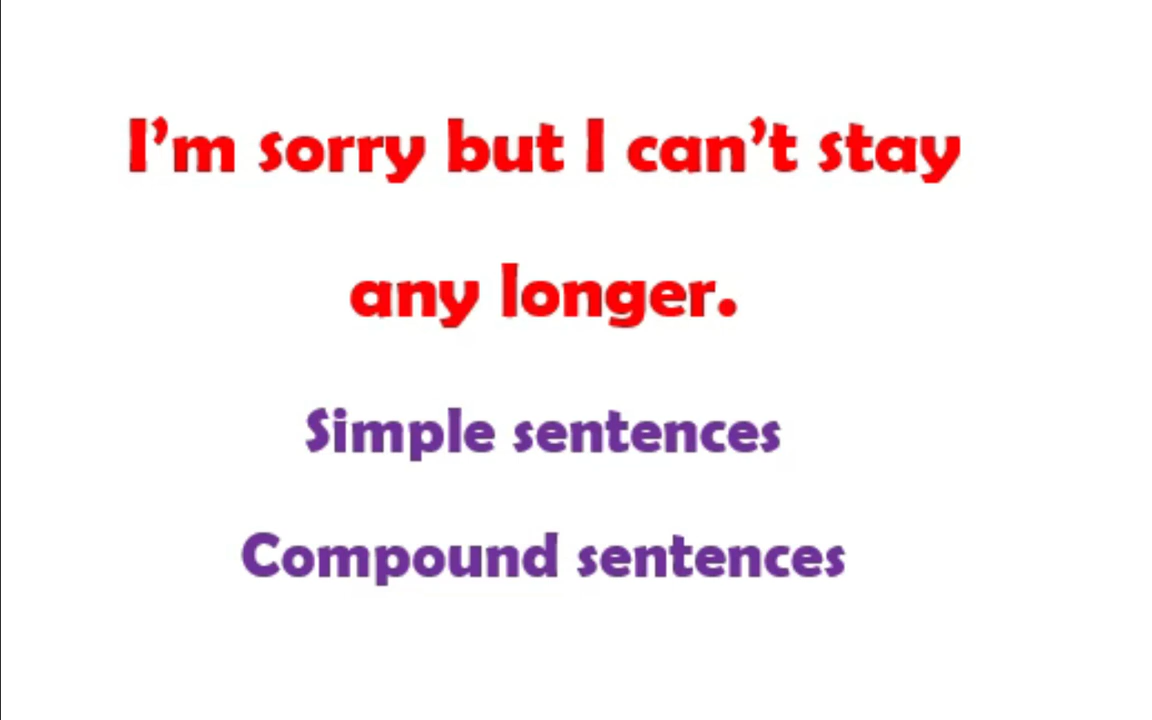 I’m sorry but I can’t stay
any longer.
Simple sentences
Compound sentences